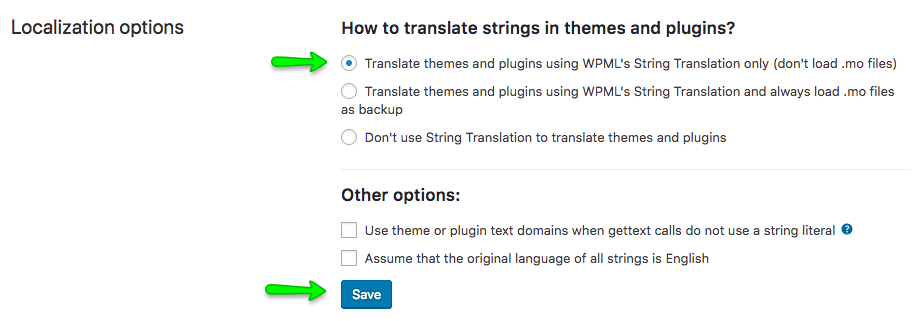 Localization options
How to translate strings in themes and plugins?
Translate themes and plugins using WPML's String Translation only (don't load .mo files)
Translate themes and plugins using WPML's String Translation and always load .mo files
as backup
Don't use String Translation to translate themes and plugins
Other options:
Use theme or plugin text domains when gettext calls do not use a string literal ?
Assume that the original language of all strings is English
Save